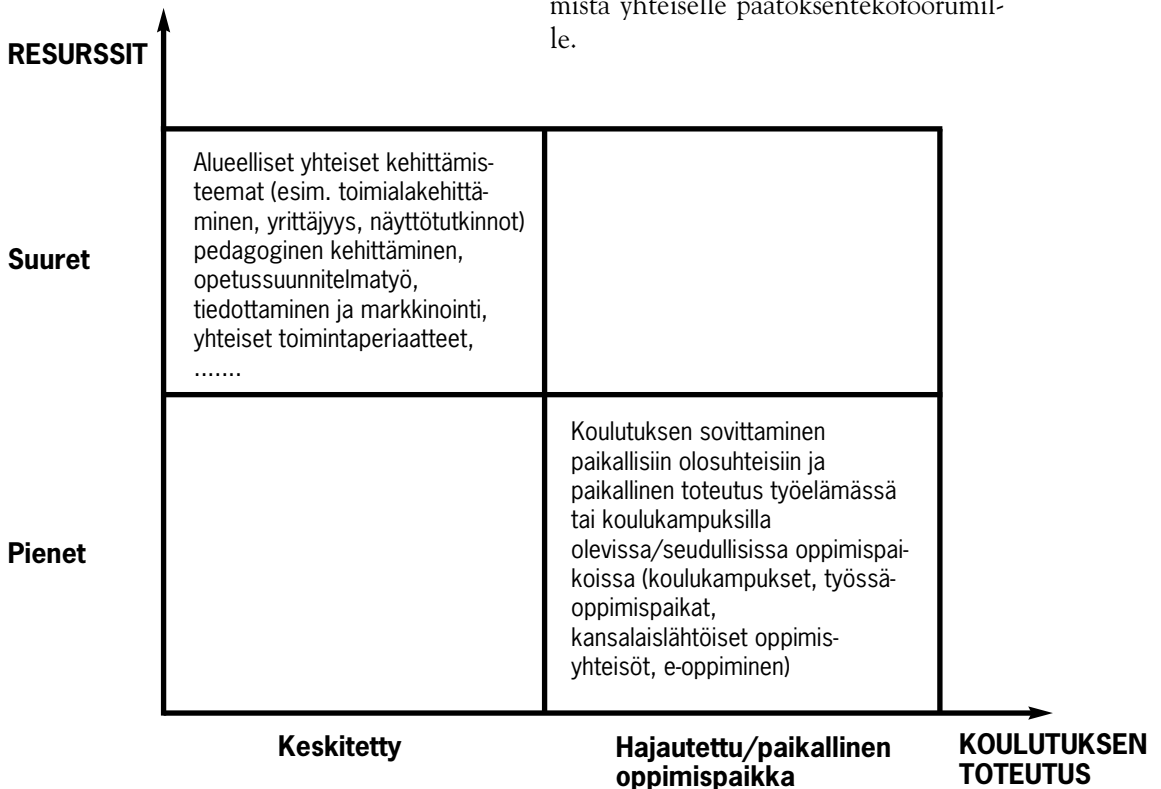 mista yhteiselle päätöksentekofoorumil-
le.
RESURSSIT
Alueelliset yhteiset kehittämis-
teemat (esim. toimialakehittä-
minen, yrittäjyys, näyttötutkinnot)
pedagoginen kehittäminen,
opetussuunnitelmatyö,
tiedottaminen ja markkinointi,
yhteiset toimintaperiaatteet,
.......
Suuret
Koulutuksen sovittaminen
paikallisiin olosuhteisiin ja
paikallinen toteutus työelämässä
tai koulukampuksilla
olevissa/seudullisissa oppimispai-
koissa (koulukampukset, työssä-
oppimispaikat,
kansalaislähtöiset oppimis-
yhteisöt, e-oppiminen)
Pienet
Keskitetty
Hajautettu/paikallinen
oppimispaikka
KOULUTUKSEN
TOTEUTUS